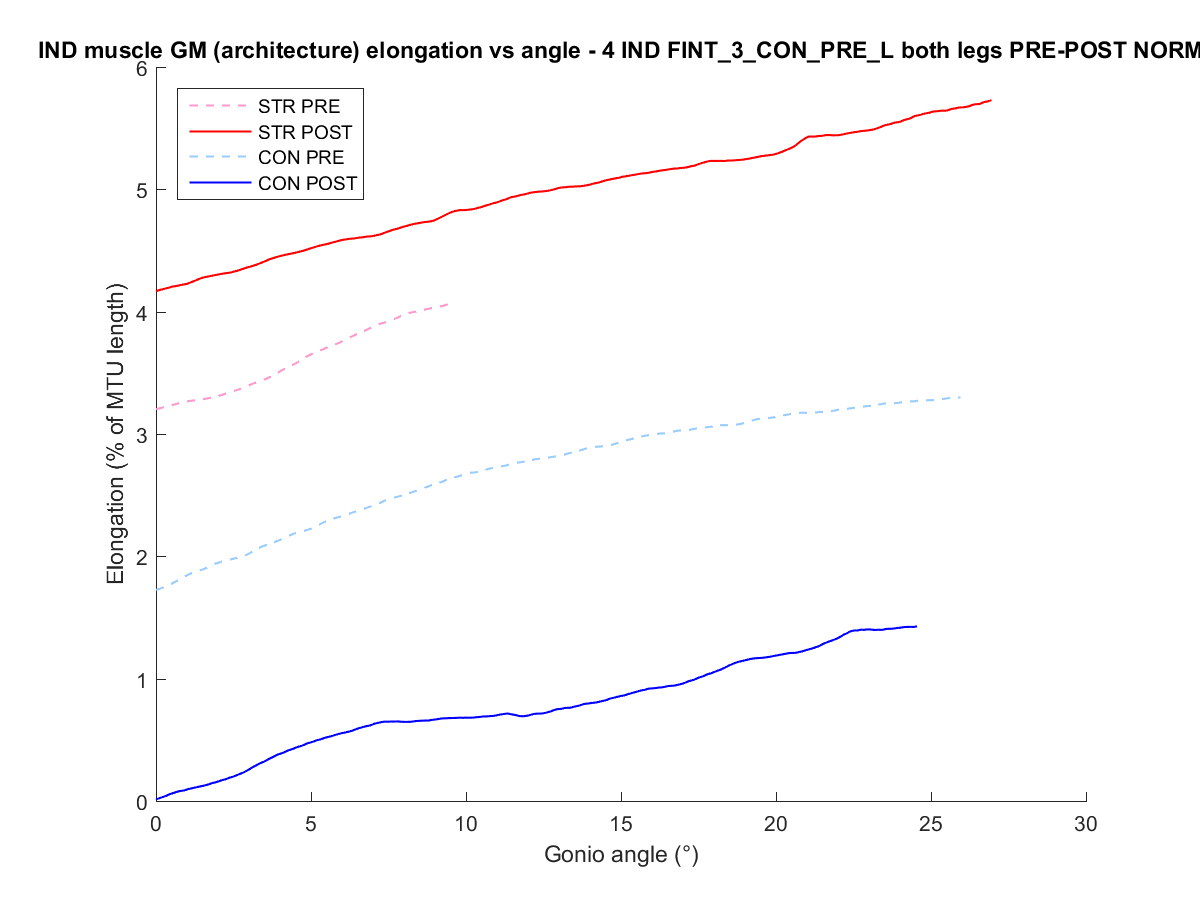 IND muscle GM (architecture) elongation vs angle - 4 IND FINT_3_CON_PRE_L both legs PRE-POST NORM
6
STR PRE
STR POST
CON PRE
CON POST
5
4
3
2
1
0
Elongation (% of MTU length)
0 5 10 15 20 25 30
Gonio angle (°)